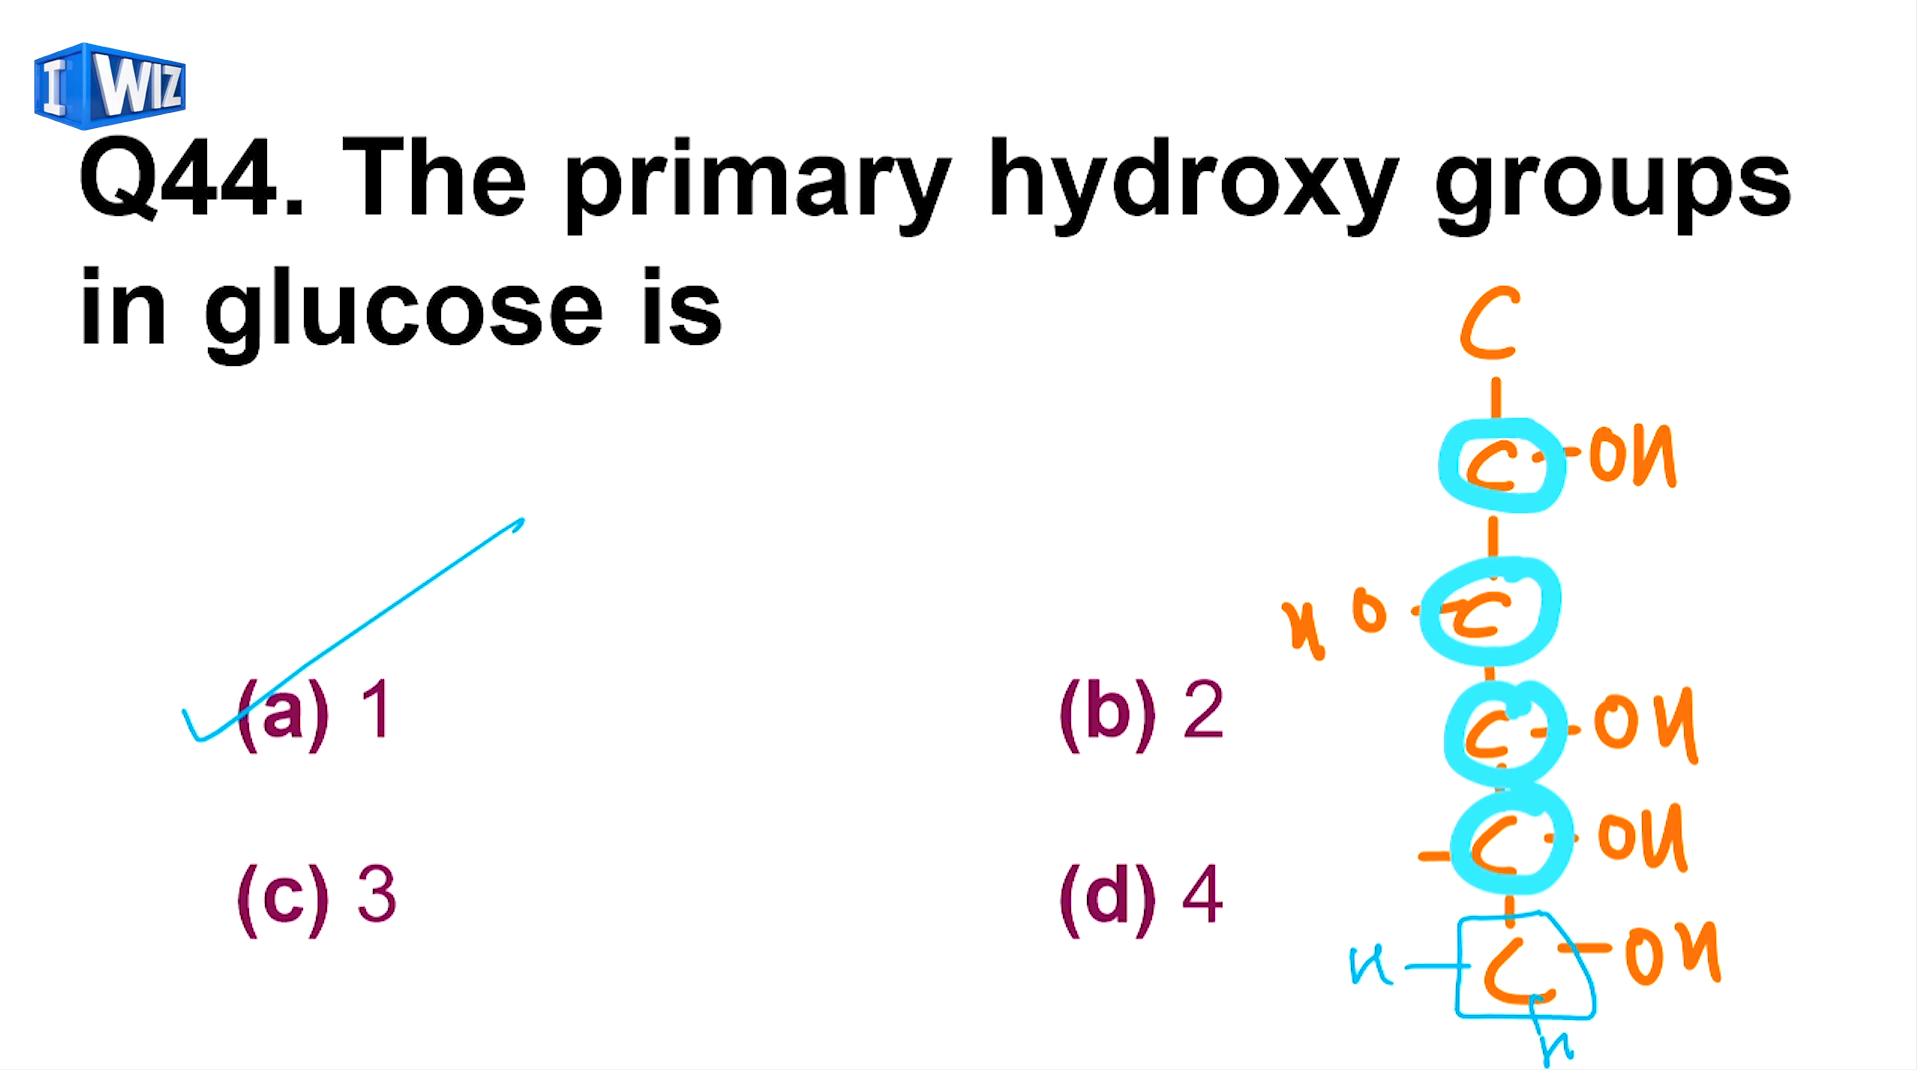 I WIZ
Q44. The primary hydroxy groups
in glucose is
C
C-OH
HO-C
(a) 1 (b) 2
C-OH
-C-OH
(c) 3 (d) 4
H-C-OH
H